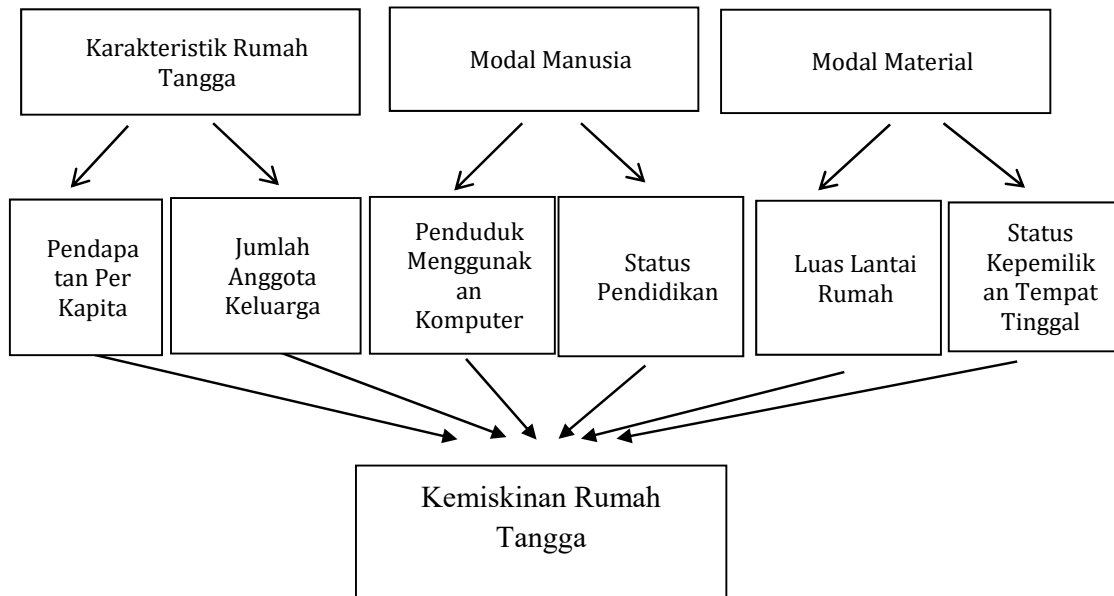 Karakteristik Rumah
Tangga
Modal Manusia
Modal Material
Pendapa
tan Per
Kapita
Jumlah
Anggota
Keluarga
Penduduk
Menggunak
an
Komputer
Status
Pendidikan
Luas Lantai
Rumah
Status
Kepemilik
an Tempat
Tinggal
Kemiskinan Rumah
Tangga